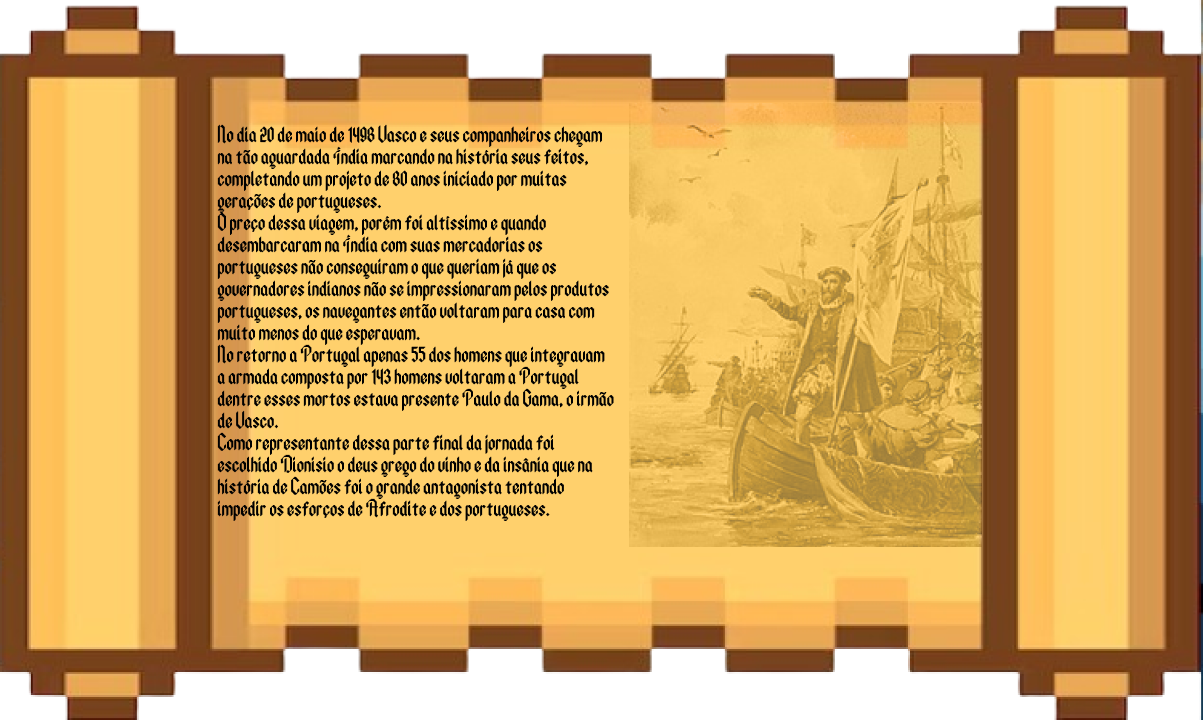 No dia 20 de maio de 1498 Vasco e seus companheiros chegam
na tão aguardada Índia marcando na história seus feitos,
completando um projeto de 80 anos iniciado por muitas
gerações de portugueses.
O preço dessa viagem, porém foi altíssimo e quando
desembarcaram na Índia com suas mercadorias os
portugueses não conseguiram o que queriam já que os
governadores indianos não se impressionaram pelos produtos
portugueses, os navegantes então voltaram para casa com
muito menos do que esperavam.
No retorno a Portugal apenas 55 dos homens que integravam
a armada composta por 143 homens voltaram a Portugal
dentre esses mortos estava presente Paulo da Gama, o irmão
de Vasco.
Como representante dessa parte final da jornada foi
escolhido Dionísio o deus grego do vinho e da insânia que na
história de Camões foi o grande antagonista tentando
impedir os esforços de Afrodite e dos portugueses.